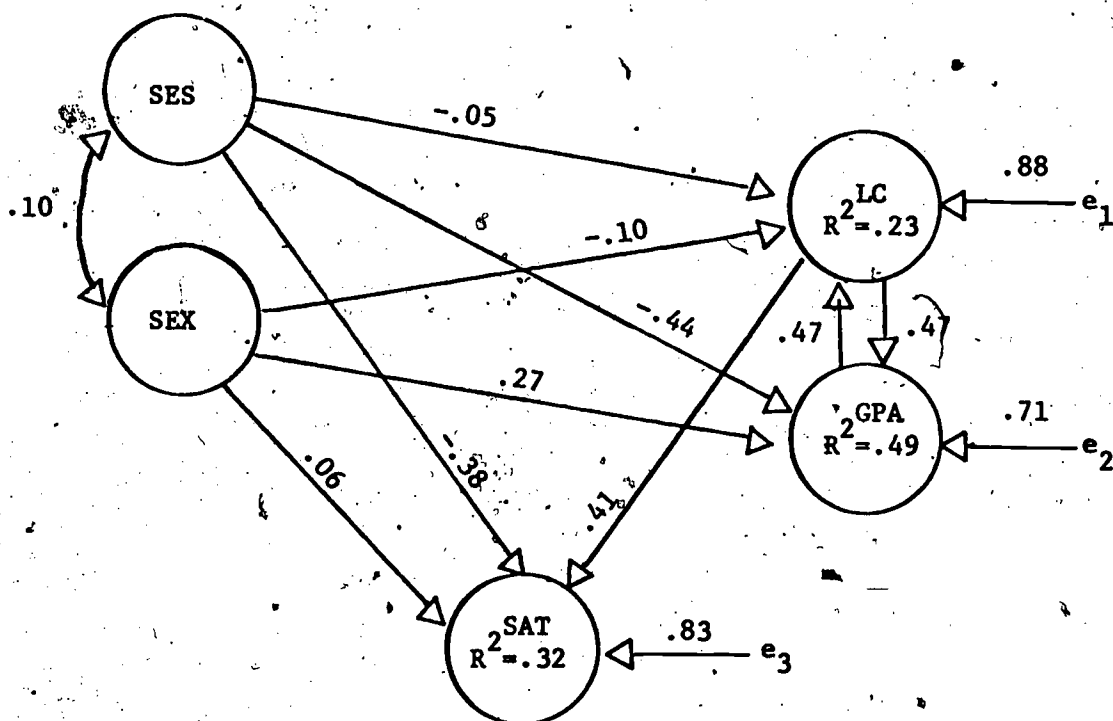 SES
-.05
.88
LC
R²=.23
e₁
.10
-.10
SEX
-.44
.47
.47
.27
.71
GPA
R²=.49
e₂
.06
-.38
.41
SAT
R²=.32
.83
e₃